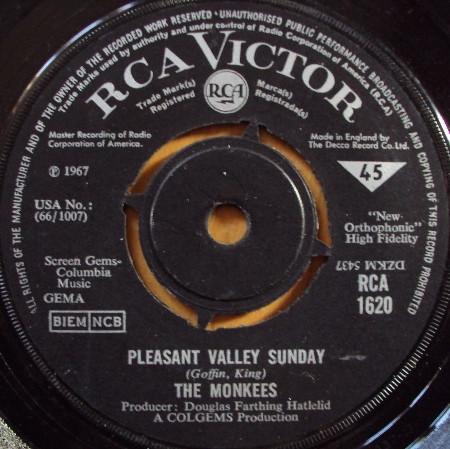 ALL RIGHTS OF THE MANUFACTURER AND OF THE OWNER OF THE RECORDED WORK RESERVED · UNAUTHORISED PUBLIC PERFORMANCE BROADCASTING AND COPYING OF THIS RECORD PROHIBITED
Trade Marks used by authority and under control of Radio Corporation of America (R.C.A)
RCA VICTOR
Trade Mark(s)
Registered
RCA
Marca(s)
Registrada(s)
Master Recording of Radio
Corporation of America.
Made in England by
The Decca Record Co. Ltd.
℗ 1967
45
USA No.:
(66/1007)
"New
Orthophonic"
High Fidelity
Screen Gems-
Columbia
Music
GEMA
DZKM 5437
RCA
1620
BIEM NCB
PLEASANT VALLEY SUNDAY
(Goffin, King)
THE MONKEES
Producer: Douglas Farthing Hatlelid
A COLGEMS Production